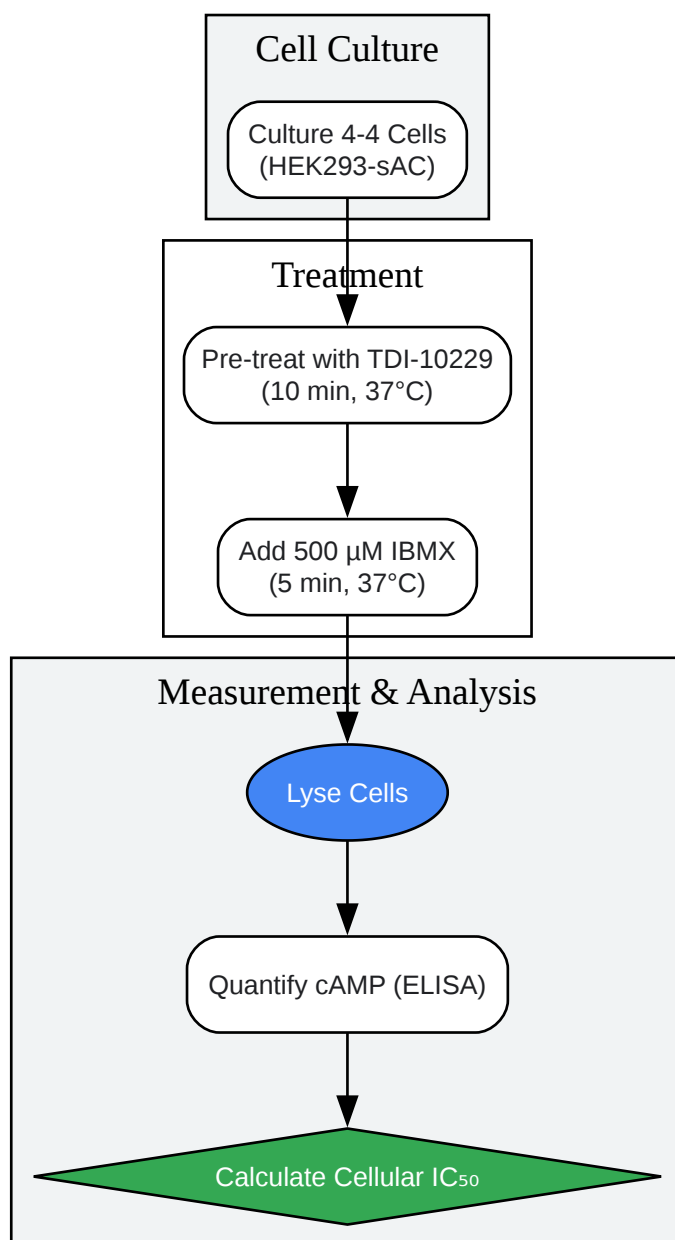 Cell Culture
Culture 4-4 Cells
(HEK293-sAC)
Treatment
Pre-treat with TDI-10229
(10 min, 37°C)
Add 500 µM IBMX
(5 min, 37°C)
Measurement & Analysis
Lyse Cells
Quantify cAMP (ELISA)
Calculate Cellular IC₅₀